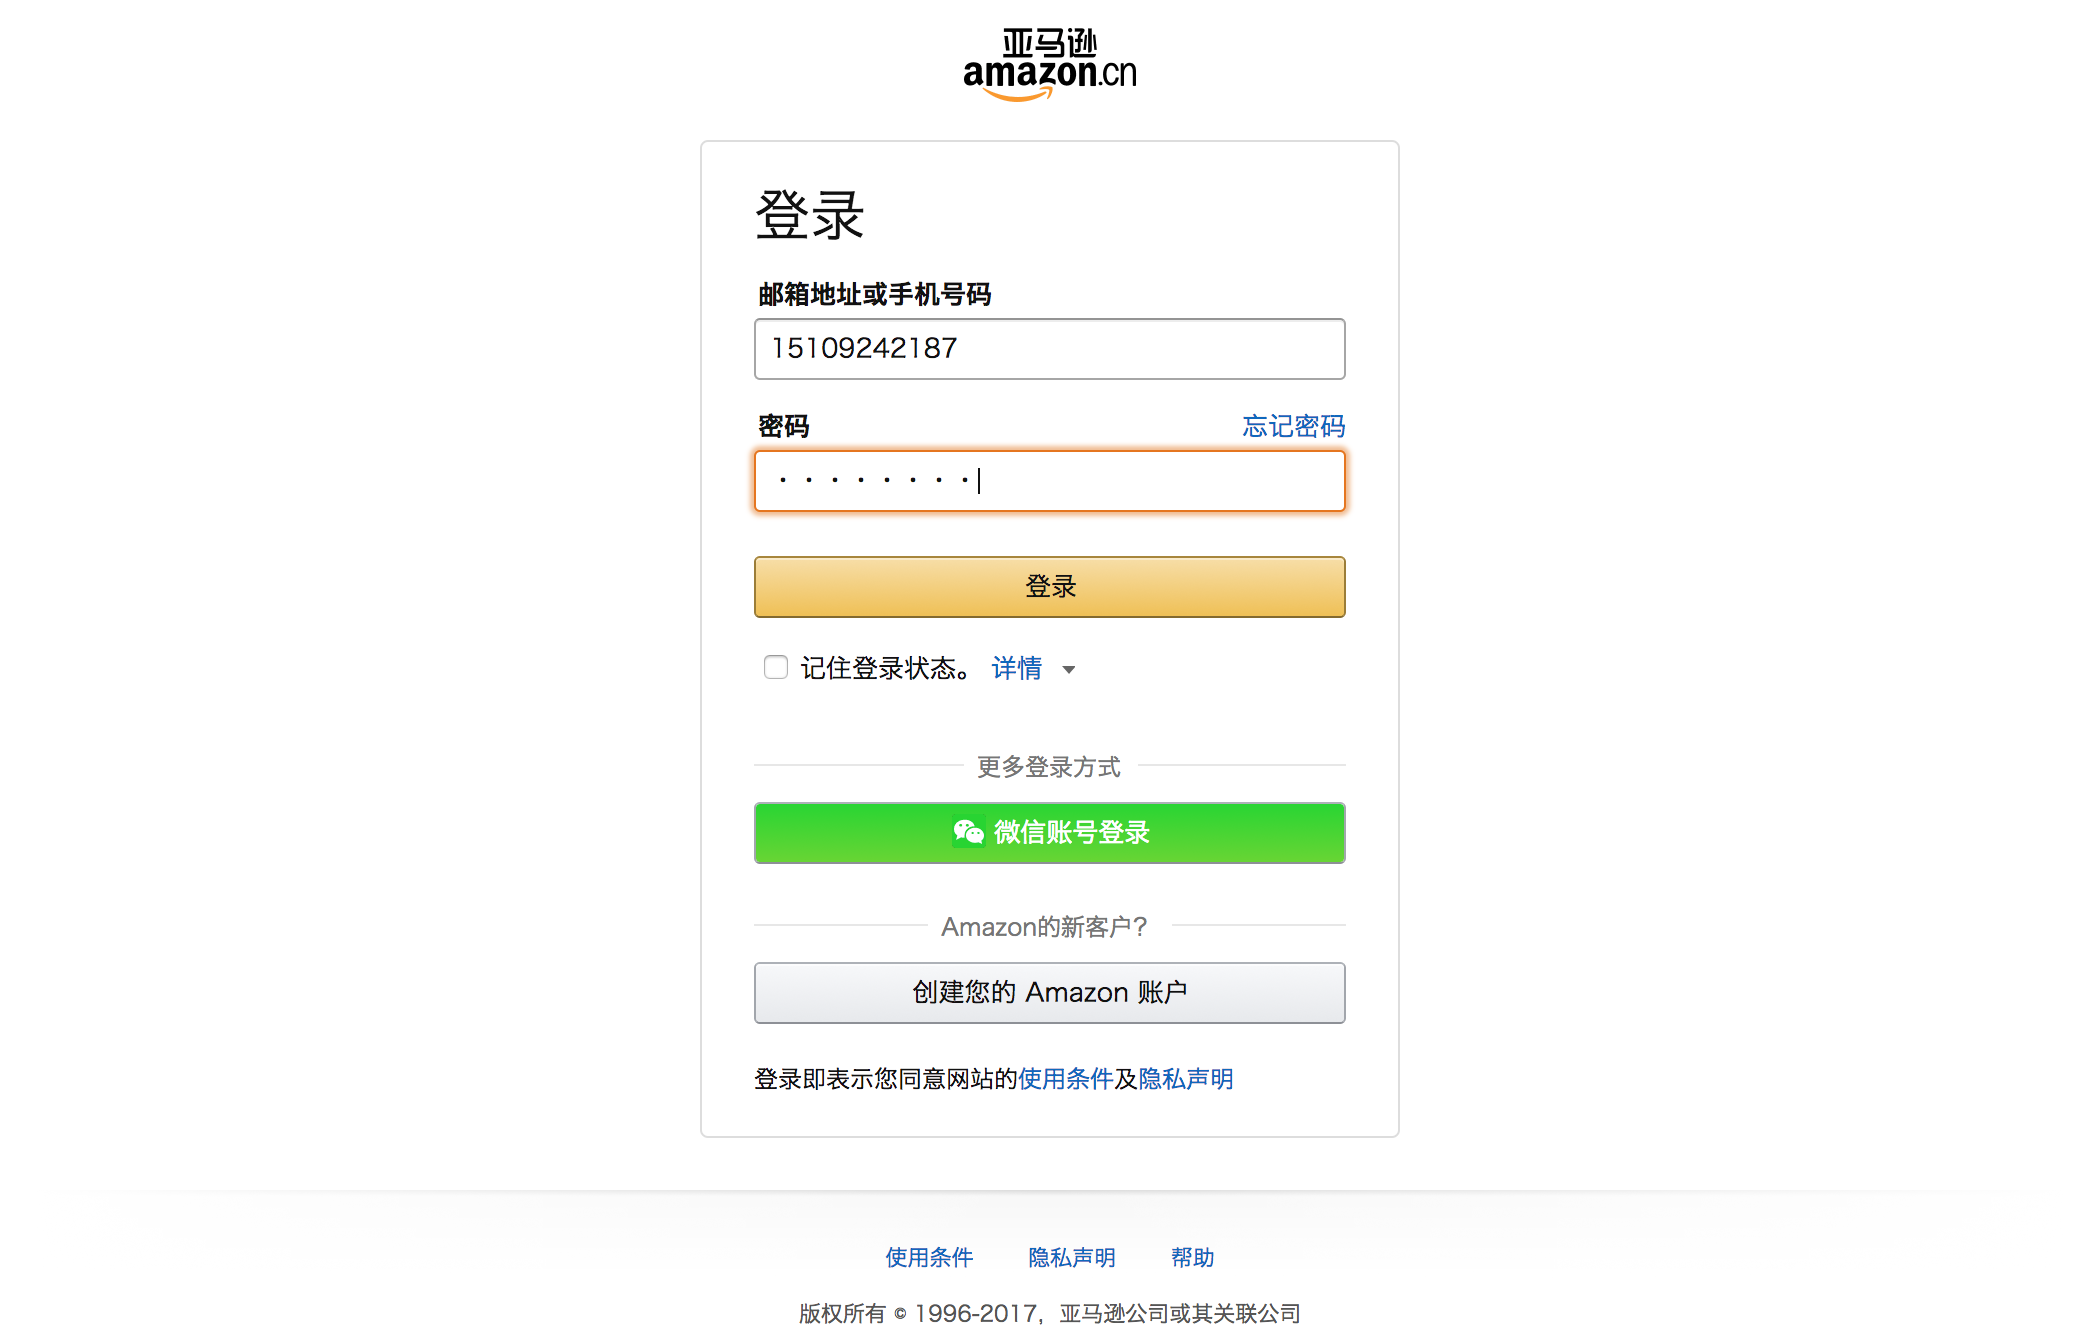 亚马逊
amazon.cn
登录
邮箱地址或手机号码
15109242187
密码 忘记密码
········
登录
记住登录状态。 详情
更多登录方式
微信账号登录
Amazon的新客户?
创建您的 Amazon 账户
登录即表示您同意网站的使用条件及隐私声明
使用条件 隐私声明 帮助
版权所有 © 1996-2017，亚马逊公司或其关联公司